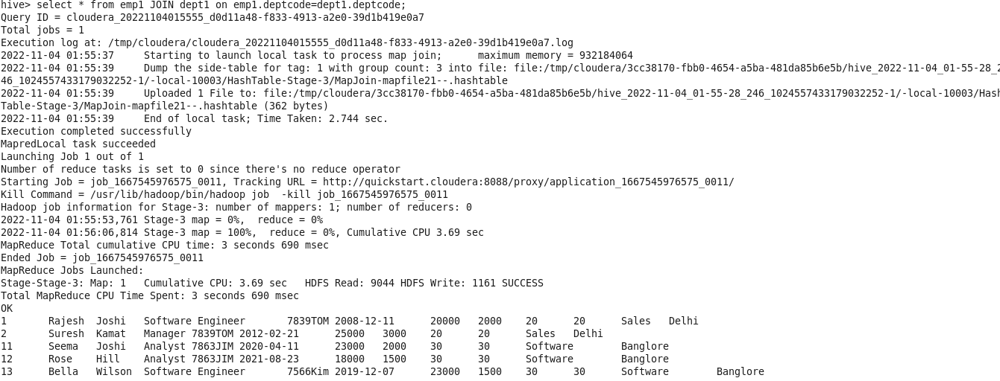 hive> select * from emp1 JOIN dept1 on emp1.deptcode=dept1.deptcode;
Query ID = cloudera_20221104015555_d0d11a48-f833-4913-a2e0-39d1b419e0a7
Total jobs = 1
Execution log at: /tmp/cloudera/cloudera_20221104015555_d0d11a48-f833-4913-a2e0-39d1b419e0a7.log
2022-11-04 01:55:37	Starting to launch local task to process map join;	maximum memory = 932184064
2022-11-04 01:55:39	Dump the side-table for tag: 1 with group count: 3 into file: file:/tmp/cloudera/3cc38170-fbb0-4654-a5ba-481da85b6e5b/hive_2022-11-04_01-55-28_2
46_1024557433179032252-1/-local-10003/HashTable-Stage-3/MapJoin-mapfile21--.hashtable
2022-11-04 01:55:39	Uploaded 1 File to: file:/tmp/cloudera/3cc38170-fbb0-4654-a5ba-481da85b6e5b/hive_2022-11-04_01-55-28_246_1024557433179032252-1/-local-10003/Hash
Table-Stage-3/MapJoin-mapfile21--.hashtable (362 bytes)
2022-11-04 01:55:39	End of local task; Time Taken: 2.744 sec.
Execution completed successfully
MapredLocal task succeeded
Launching Job 1 out of 1
Number of reduce tasks is set to 0 since there's no reduce operator
Starting Job = job_1667545976575_0011, Tracking URL = http://quickstart.cloudera:8088/proxy/application_1667545976575_0011/
Kill Command = /usr/lib/hadoop/bin/hadoop job  -kill job_1667545976575_0011
Hadoop job information for Stage-3: number of mappers: 1; number of reducers: 0
2022-11-04 01:55:53,761 Stage-3 map = 0%,  reduce = 0%
2022-11-04 01:56:06,814 Stage-3 map = 100%,  reduce = 0%, Cumulative CPU 3.69 sec
MapReduce Total cumulative CPU time: 3 seconds 690 msec
Ended Job = job_1667545976575_0011
MapReduce Jobs Launched:
Stage-Stage-3: Map: 1   Cumulative CPU: 3.69 sec   HDFS Read: 9044 HDFS Write: 1161 SUCCESS
Total MapReduce CPU Time Spent: 3 seconds 690 msec
OK
1	Rajesh	Joshi	Software Engineer	7839TOM	2008-12-11	20000	2000	20	20	Sales	Delhi
2	Suresh	Kamat	Manager	7839TOM	2012-02-21	25000	3000	20	20	Sales	Delhi
11	Seema	Joshi	Analyst	7863JIM	2020-04-11	23000	2000	30	30	Software	Banglore
12	Rose	Hill	Analyst	7863JIM	2021-08-23	18000	1500	30	30	Software	Banglore
13	Bella	Wilson	Software Engineer	7566Kim	2019-12-07	23000	1500	30	30	Software	Banglore